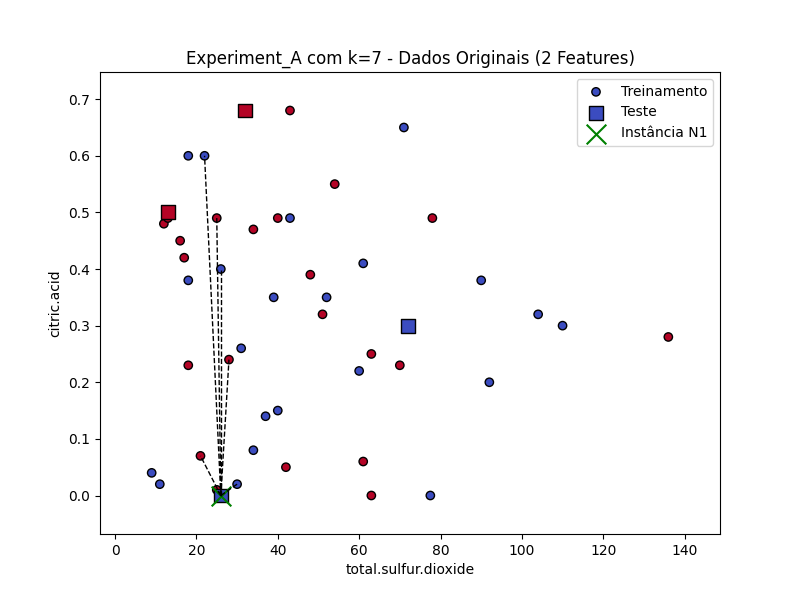 Experiment_A com k=7 - Dados Originais (2 Features)
Treinamento
Teste
Instância N1
citric.acid
0.7
0.6
0.5
0.4
0.3
0.2
0.1
0.0
0 20 40 60 80 100 120 140
total.sulfur.dioxide